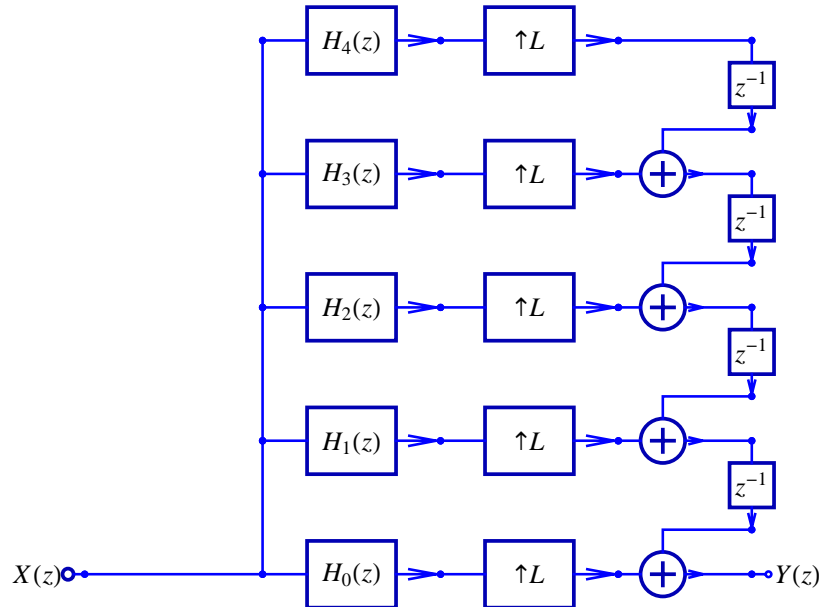 H₄(z) ↑L
z⁻¹
H₃(z) ↑L
z⁻¹
H₂(z) ↑L
z⁻¹
H₁(z) ↑L
z⁻¹
X(z) H₀(z) ↑L Y(z)